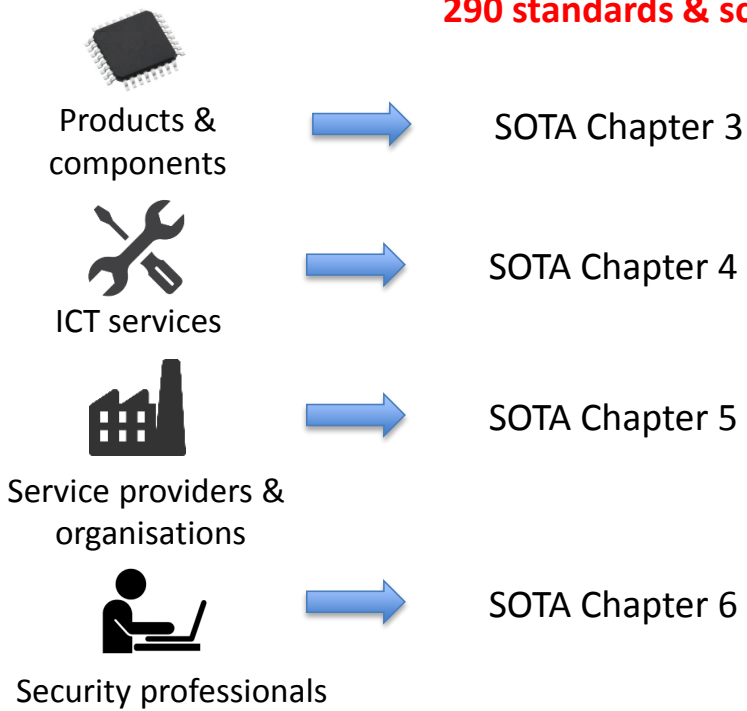 290 standards & sc
Products &
components
SOTA Chapter 3
ICT services
SOTA Chapter 4
Service providers &
organisations
SOTA Chapter 5
Security professionals
SOTA Chapter 6